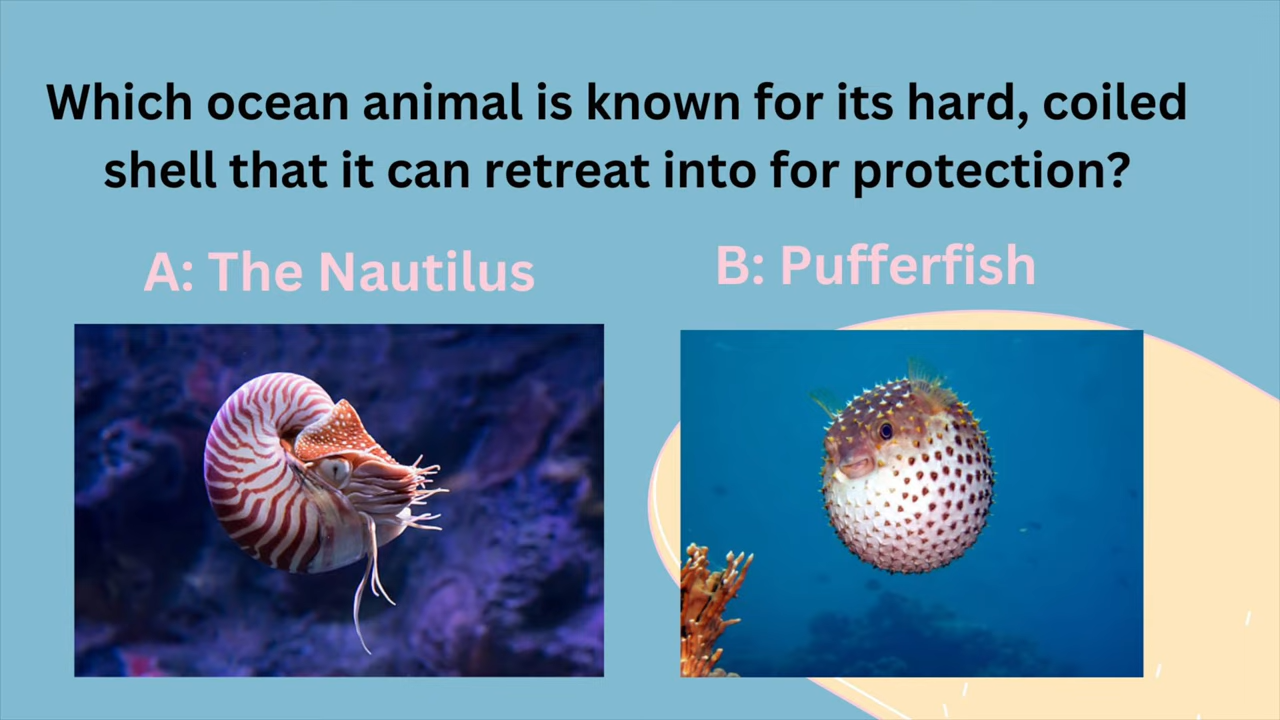 Which ocean animal is known for its hard, coiled
shell that it can retreat into for protection?
A: The Nautilus
B: Pufferfish